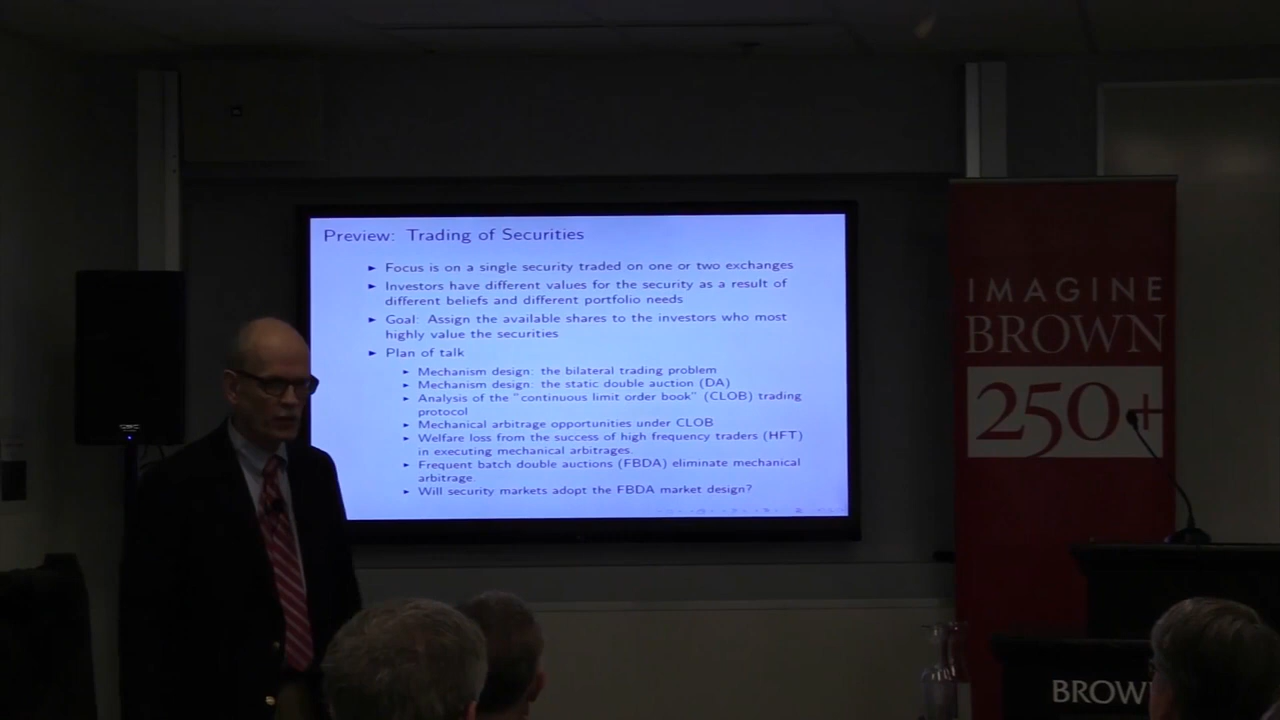 Preview: Trading of Securities
► Focus is on a single security traded on one or two exchanges
► Investors have different values for the security as a result of
different beliefs and different portfolio needs
► Goal: Assign the available shares to the investors who most
highly value the securities
► Plan of talk
► Mechanism design: the bilateral trading problem
► Mechanism design: the static double auction (DA)
► Analysis of the "continuous limit order book" (CLOB) trading
protocol
► Mechanical arbitrage opportunities under CLOB
► Welfare loss from the success of high frequency traders (HFT)
in executing mechanical arbitrages.
► Frequent batch double auctions (FBDA) eliminate mechanical
arbitrage.
► Will security markets adopt the FBDA market design?
IMAGINE
BROWN
250+
BROW